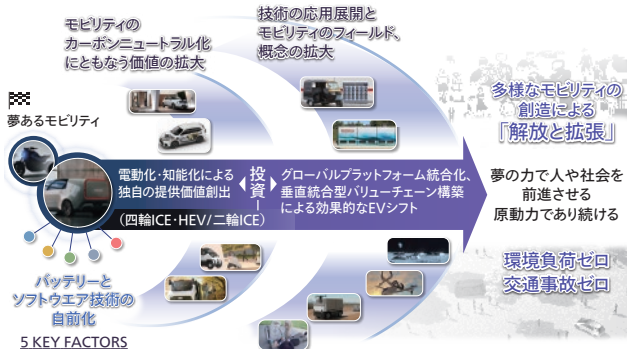 モビリティの
カーボンニュートラル化
にともなう価値の拡大
技術の応用展開と
モビリティのフィールド、
概念の拡大
夢あるモビリティ
電動化・知能化による
独自の提供価値創出
(四輪ICE・HEV/二輪ICE)
投資
グローバルプラットフォーム統合化、
垂直統合型バリューチェーン構築
による効果的なEVシフト
多様なモビリティの
創造による
「解放と拡張」
夢の力で人や社会を
前進させる
原動力であり続ける
環境負荷ゼロ
交通事故ゼロ
バッテリーと
ソフトウエア技術の
自前化
5 KEY FACTORS